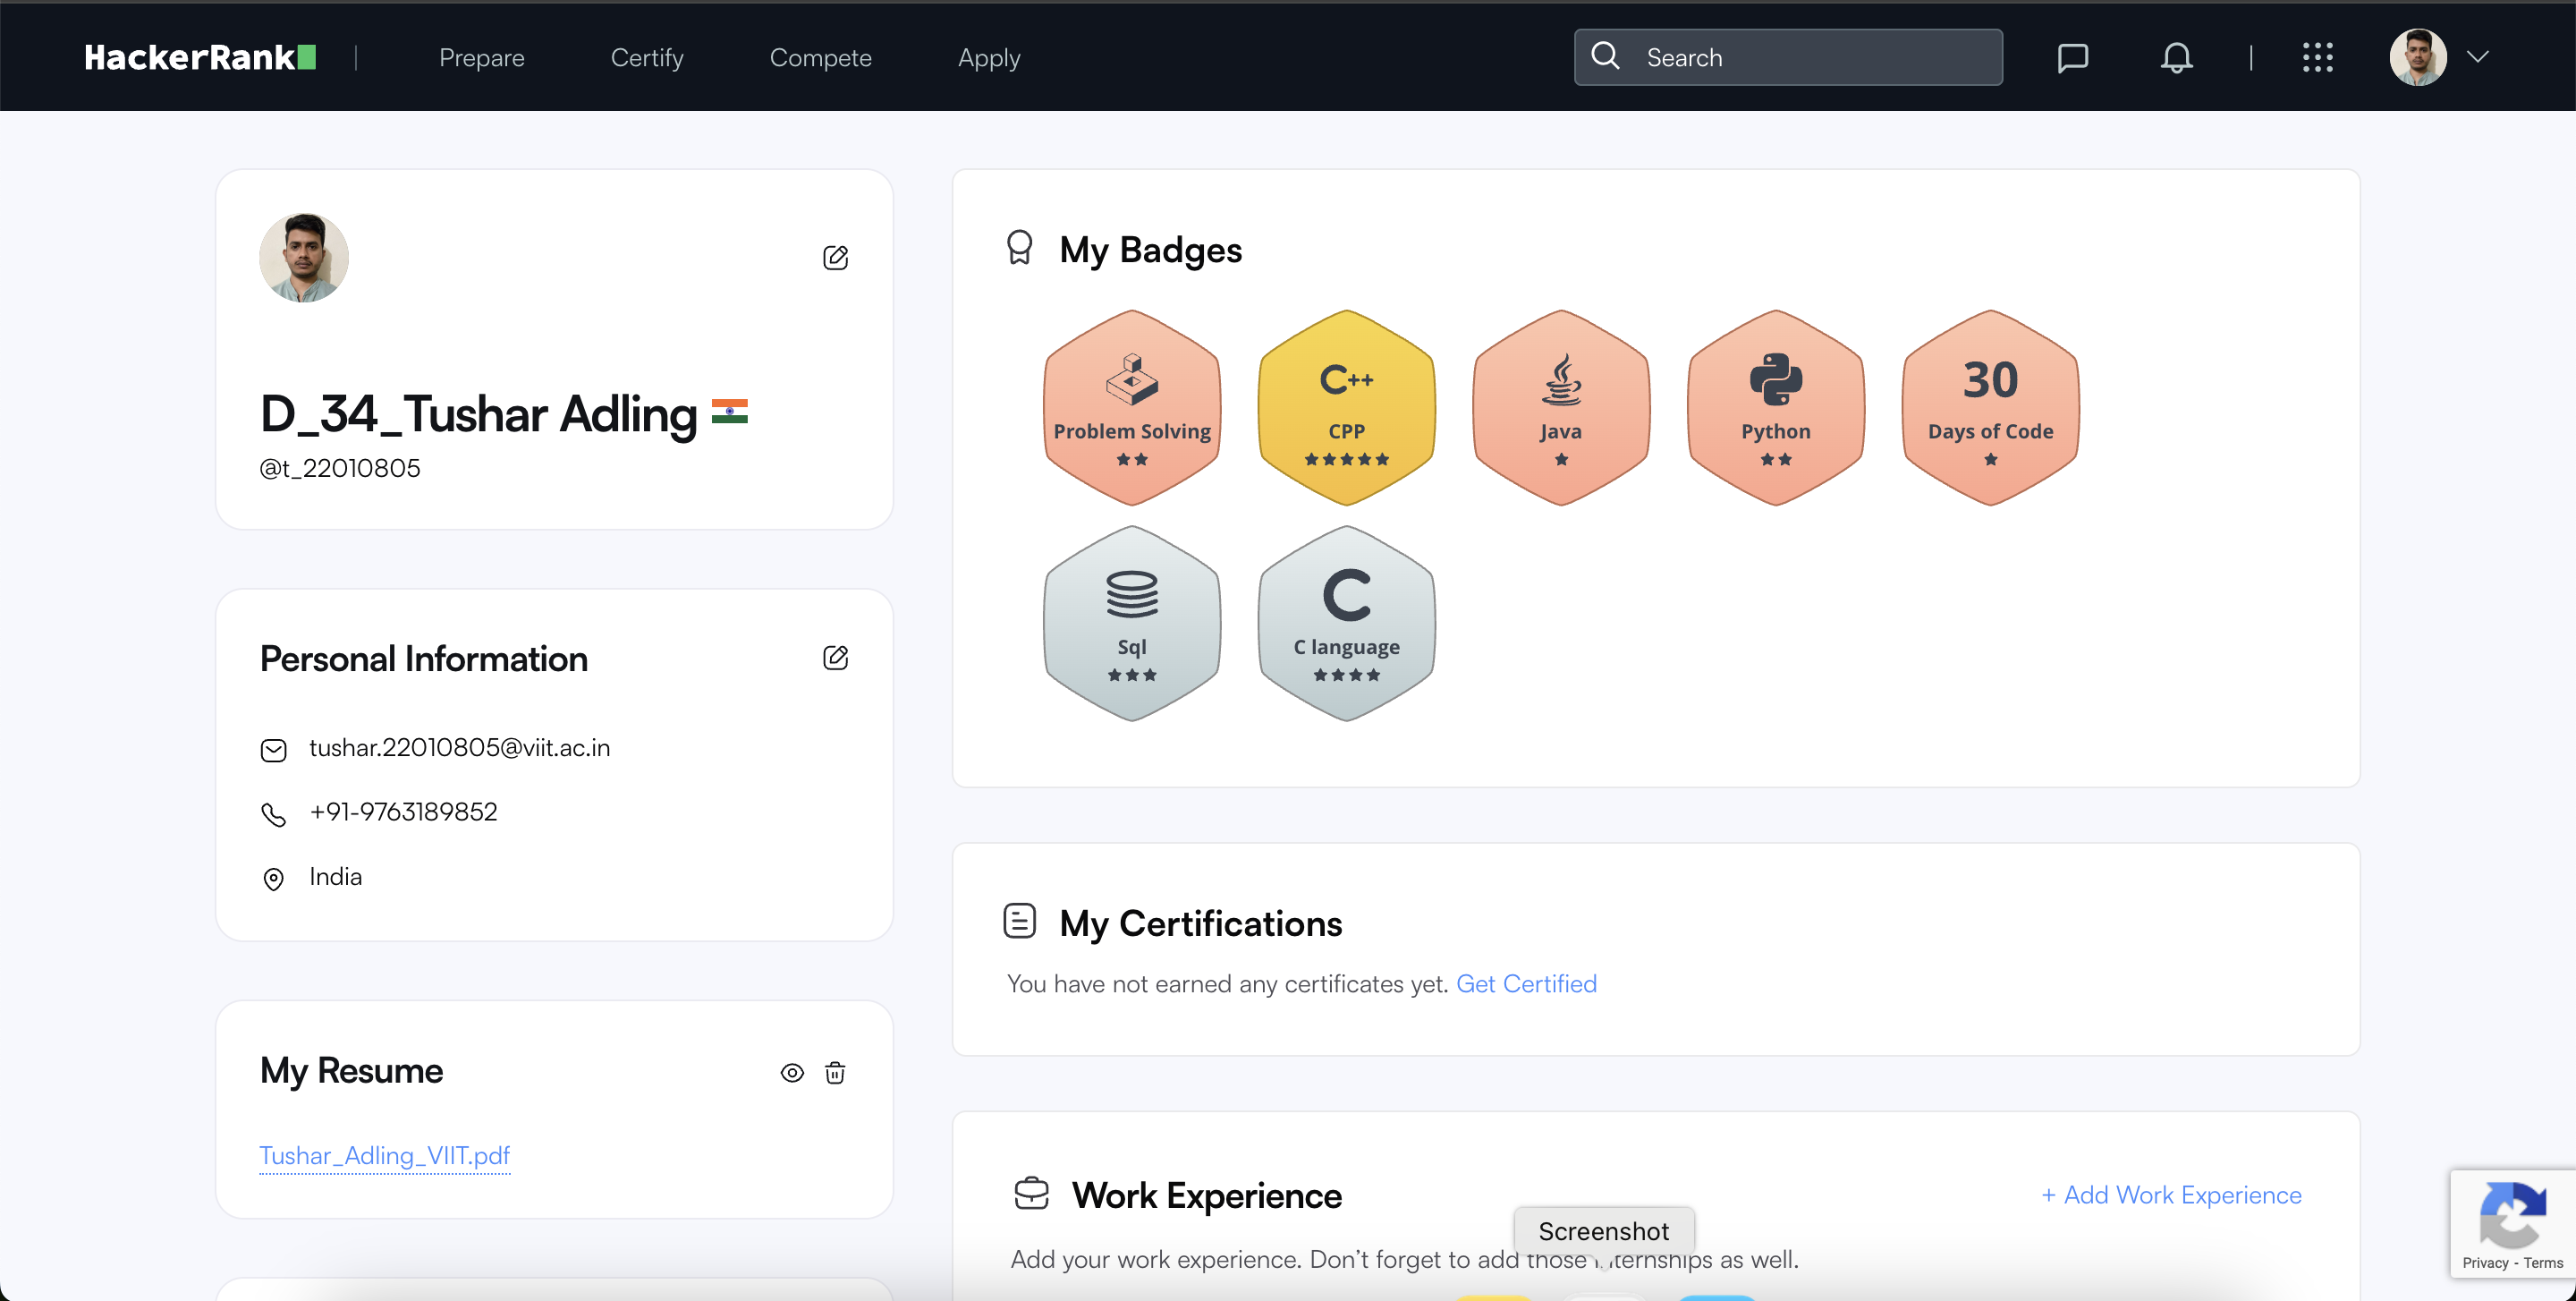 HackerRank
Prepare
Certify
Compete
Apply
Search
D_34_Tushar Adling
@t_22010805
Personal Information
tushar.22010805@viit.ac.in
+91-9763189852
India
My Resume
Tushar_Adling_VIIT.pdf
My Badges
Problem Solving
C++
CPP
Java
Python
30
Days of Code
Sql
C
C language
My Certifications
You have not earned any certificates yet. Get Certified
Work Experience
+ Add Work Experience
Screenshot
Add your work experience. Don't forget to add those internships as well.
Privacy - Terms